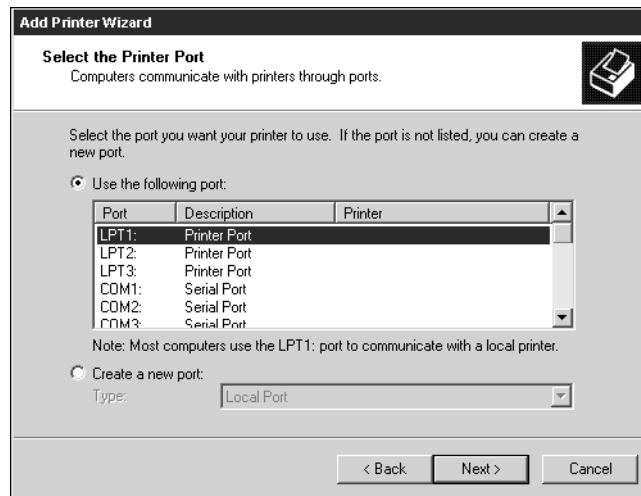 Add Printer Wizard
Select the Printer Port
Computers communicate with printers through ports.
Select the port you want your printer to use. If the port is not listed, you can create a
new port.
Use the following port:
Port Description Printer
LPT1: Printer Port
LPT2: Printer Port
LPT3: Printer Port
COM1: Serial Port
COM2: Serial Port
COM3: Serial Port
Note: Most computers use the LPT1: port to communicate with a local printer.
Create a new port:
Type: Local Port
< Back Next > Cancel